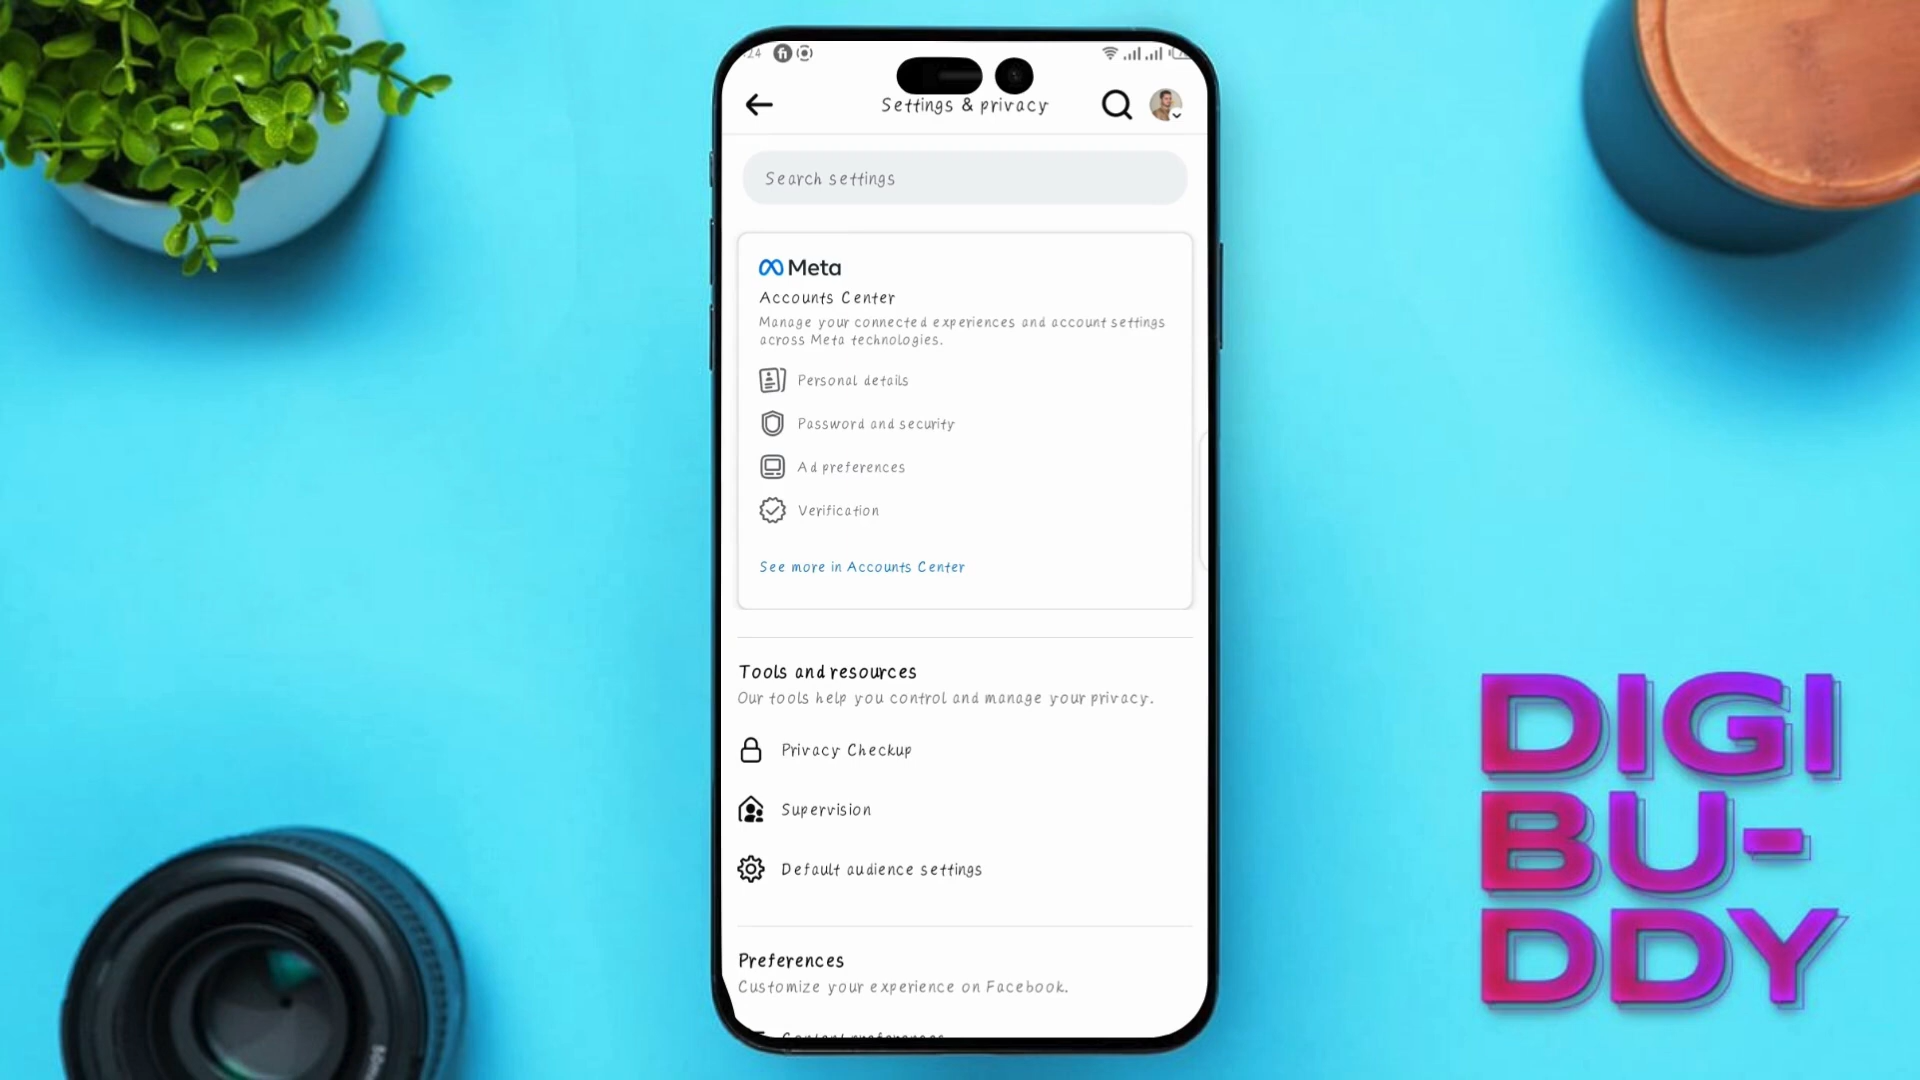 Settings & privacy
Search settings
Meta
Accounts Center
Manage your connected experiences and account settings
across Meta technologies.
Personal details
Password and security
Ad preferences
Verification
See more in Accounts Center
Tools and resources
Our tools help you control and manage your privacy.
Privacy Checkup
Supervision
Default audience settings
Preferences
Customize your experience on Facebook.
Content preferences
DIGI
BU-
DDY